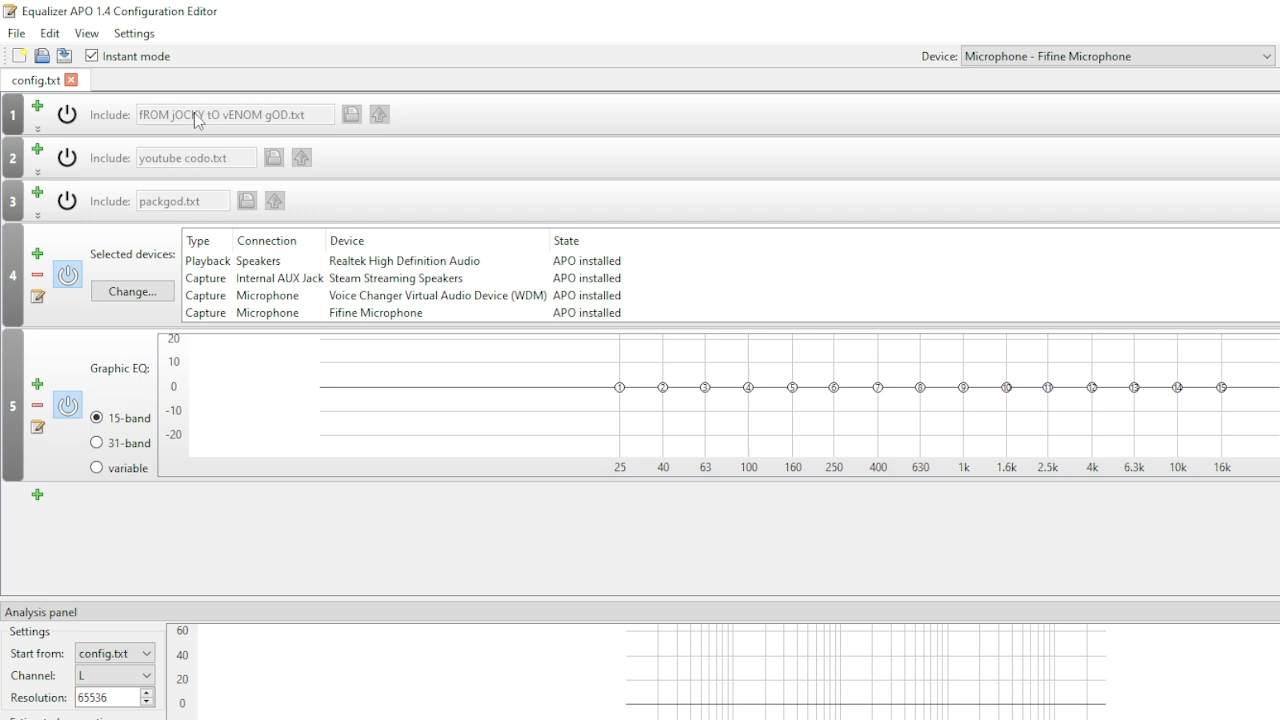 Equalizer APO 1.4 Configuration Editor
File Edit View Settings
Instant mode Device: Microphone - Fifine Microphone
config.txt
1 Include: fROM jOCKY tO vENOM gOD.txt
2 Include: youtube codo.txt
3 Include: packgod.txt
4 Selected devices: Change...
Type Connection Device State
Playback Speakers Realtek High Definition Audio APO installed
Capture Internal AUX Jack Steam Streaming Speakers APO installed
Capture Microphone Voice Changer Virtual Audio Device (WDM) APO installed
Capture Microphone Fifine Microphone APO installed
5 Graphic EQ:
15-band
31-band
variable
20
10
0
-10
-20
1 2 3 4 5 6 7 8 9 10 11 12 13 14 15
25 40 63 100 160 250 400 630 1k 1.6k 2.5k 4k 6.3k 10k 16k
Analysis panel
Settings
Start from: config.txt
Channel: L
Resolution: 65536
60
40
20
0